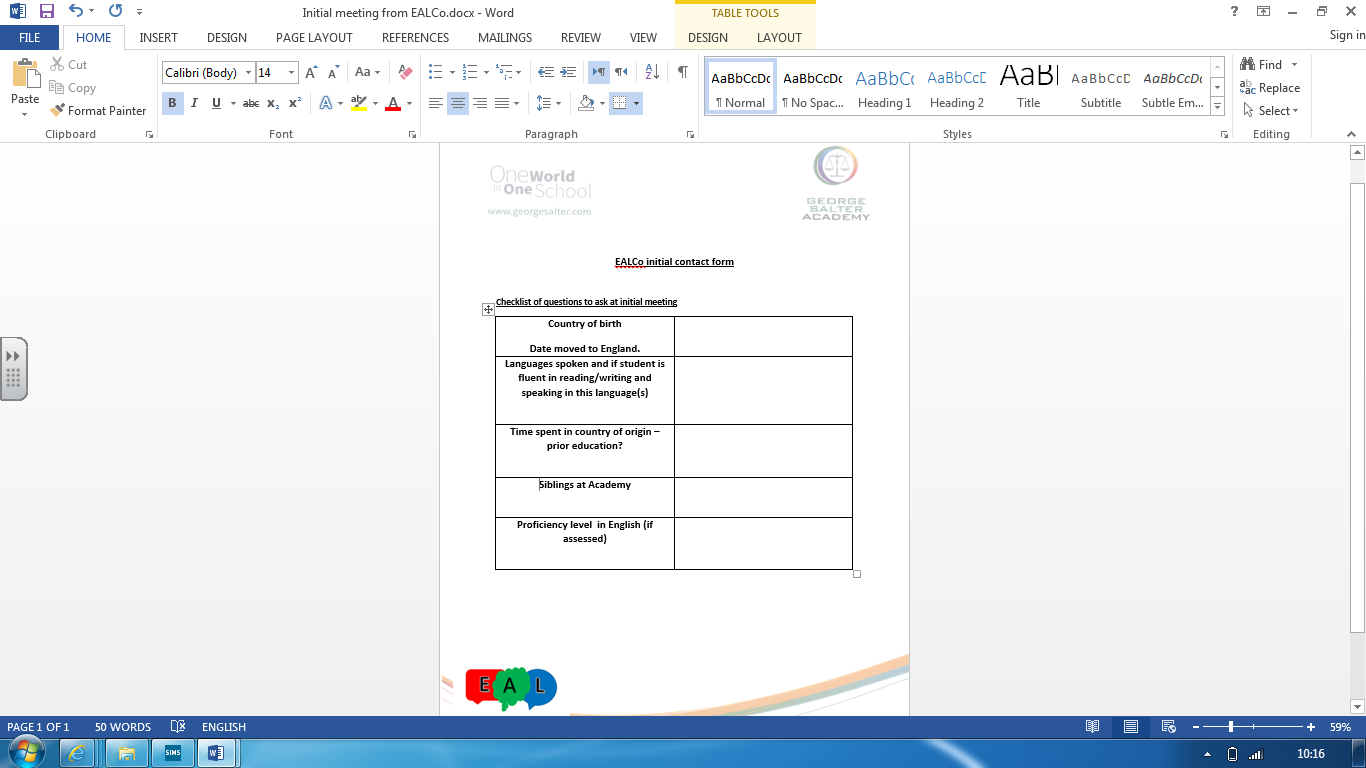 Initial meeting from EALCo.docx - Word
TABLE TOOLS
FILE HOME INSERT DESIGN PAGE LAYOUT REFERENCES MAILINGS REVIEW VIEW DESIGN LAYOUT Sign in
Cut
Copy
Format Painter
Paste
Clipboard
Calibri (Body) 14
Font
Paragraph
AaBbCcDc AaBbCcDc AaBbCc AaBbCcD AaB AaBbCcD AaBbCcDc
¶ Normal ¶ No Spac... Heading 1 Heading 2 Title Subtitle Subtle Em...
Styles
Find
Replace
Select
Editing
OneWorld
in One School
www.georgesalter.com
GEORGE
SALTER
ACADEMY
EALCo initial contact form
Checklist of questions to ask at initial meeting
Country of birth
Date moved to England.
Languages spoken and if student is
fluent in reading/writing and
speaking in this language(s)
Time spent in country of origin –
prior education?
Siblings at Academy
Proficiency level  in English (if
assessed)
E A L
PAGE 1 OF 1 50 WORDS ENGLISH 59%
SIMS
10:16